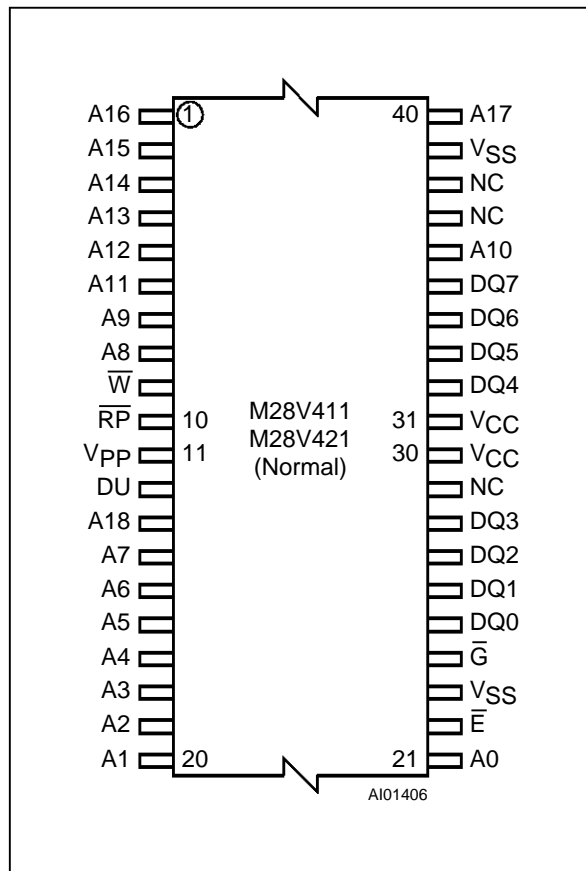 A16 1 40 A17
A15 VSS
A14 NC
A13 NC
A12 A10
A11 DQ7
A9 DQ6
A8 DQ5
W̅ DQ4
R̅P̅ 10 M28V411 31 VCC
VPP 11 M28V421 30 VCC
DU (Normal) NC
A18 DQ3
A7 DQ2
A6 DQ1
A5 DQ0
A4 G̅
A3 VSS
A2 E̅
A1 20 21 A0
AI01406